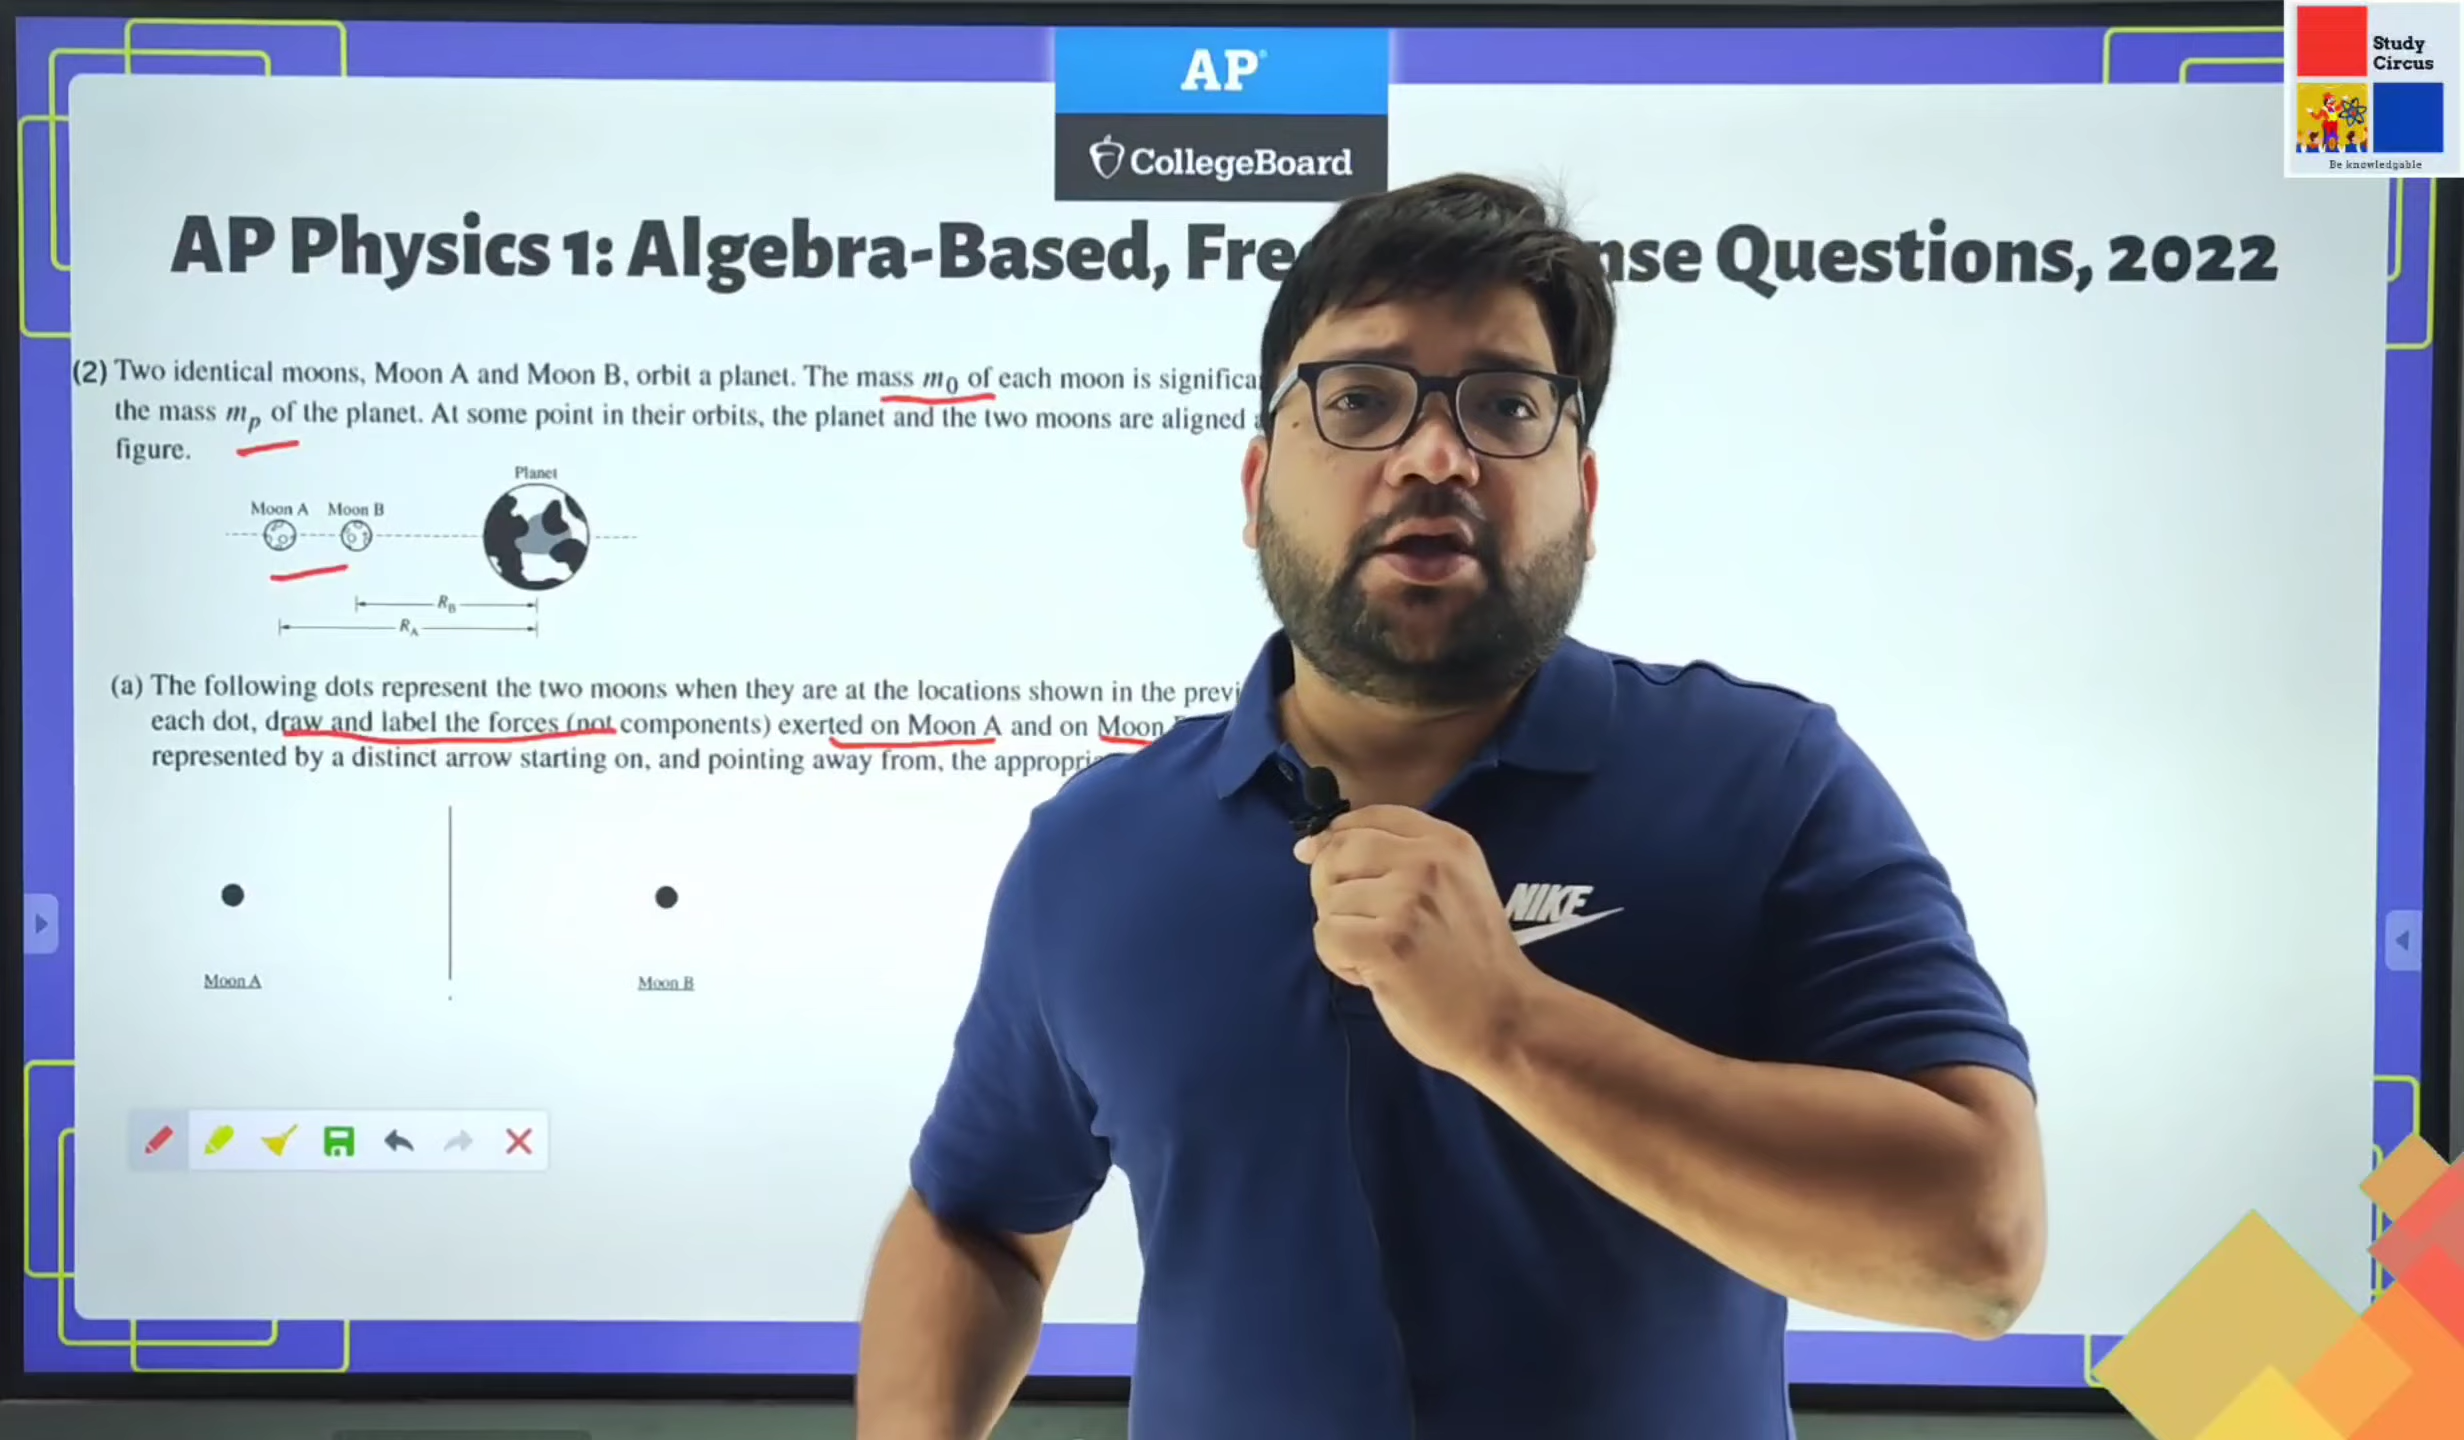 Study
Circus
Be knowledgable
AP
CollegeBoard
AP Physics 1: Algebra-Based, Fre nse Questions, 2022
(2) Two identical moons, Moon A and Moon B, orbit a planet. The mass m₀ of each moon is significa
the mass mₚ of the planet. At some point in their orbits, the planet and the two moons are aligned
figure.
Planet
Moon A Moon B
R_B
R_A
(a) The following dots represent the two moons when they are at the locations shown in the previ
each dot, draw and label the forces (not components) exerted on Moon A and on Moon
represented by a distinct arrow starting on, and pointing away from, the appropri
Moon A
Moon B
NIKE